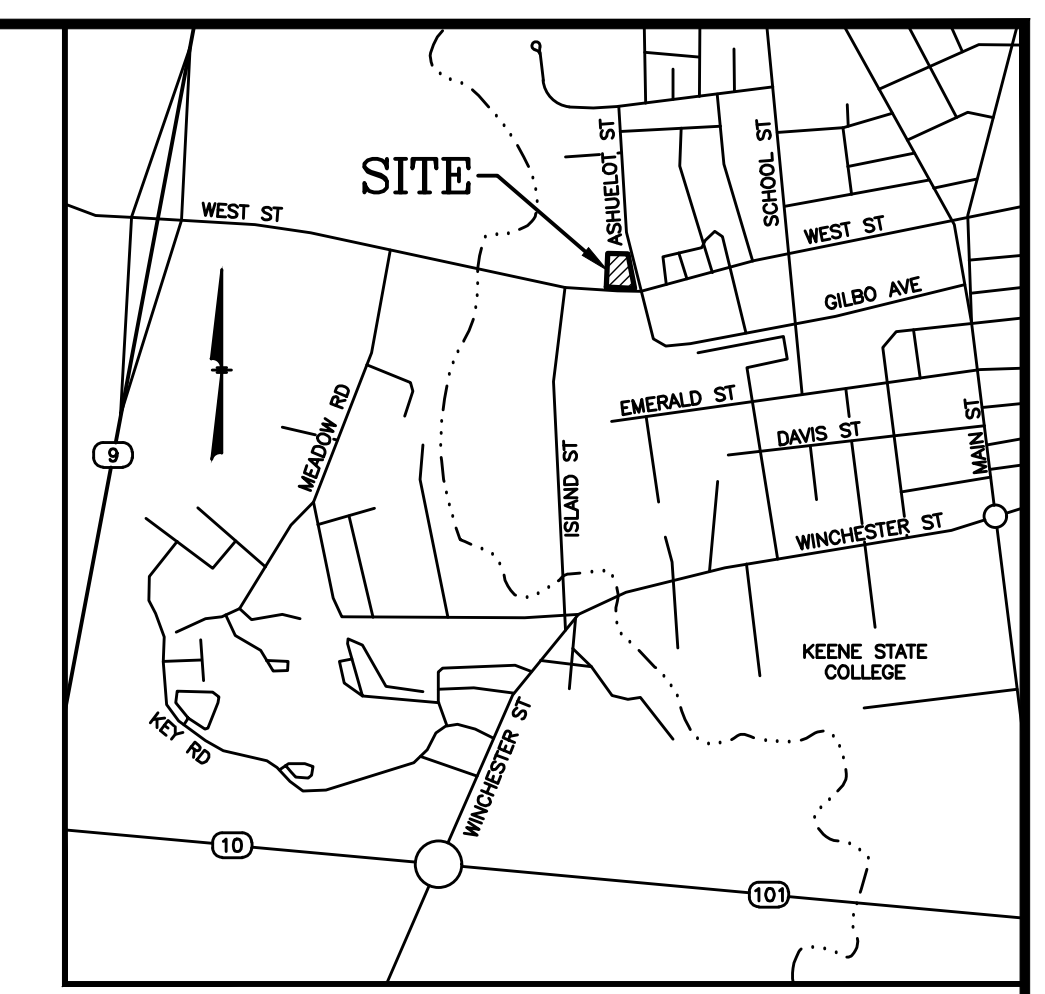 ASHUELOT ST
SCHOOL ST
SITE
WEST ST
WEST ST
GILBO AVE
EMERALD ST
MEADOW RD
DAVIS ST
MAIN ST
9
ISLAND ST
WINCHESTER ST
KEENE STATE
COLLEGE
KEY RD
WINCHESTER ST
10
101